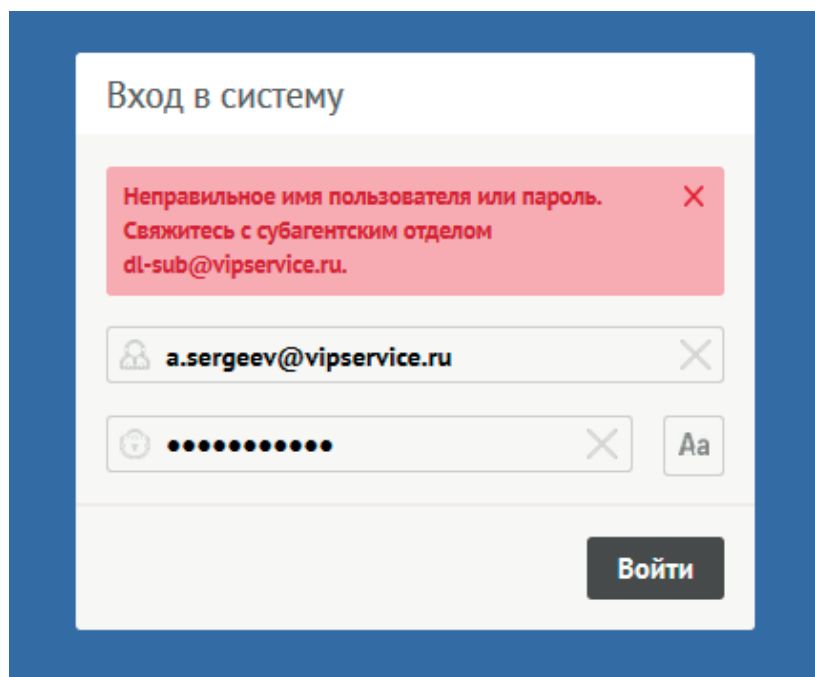 Вход в систему
Неправильное имя пользователя или пароль.
Свяжитесь с субагентским отделом
dl-sub@vipservice.ru.
a.sergeev@vipservice.ru
•••••••••••
Aa
Войти